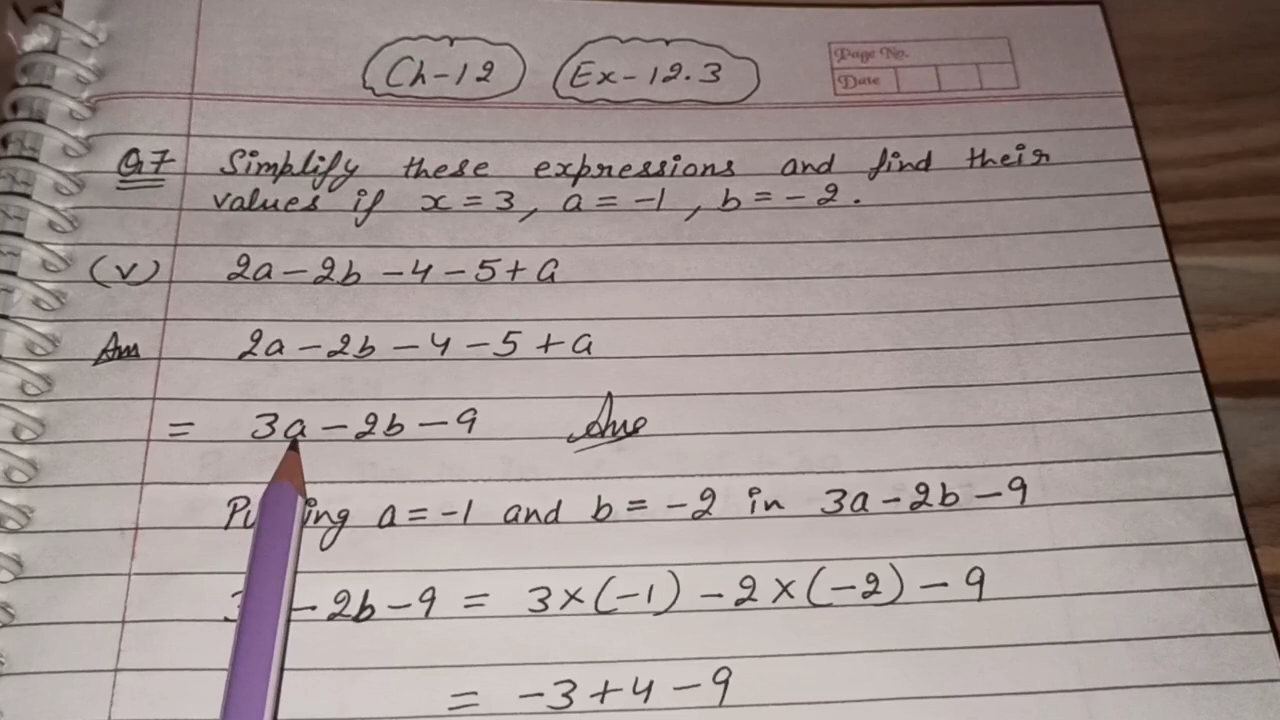 Ch-12 Ex-12.3
Page No.
Date
Q7 Simplify these expressions and find their
values if x = 3, a = -1, b = -2.
(v) 2a - 2b - 4 - 5 + a
Ans 2a - 2b - 4 - 5 + a
= 3a - 2b - 9 Ans
a = -1 and b = -2 in 3a - 2b - 9
- 2b - 9 = 3 × (-1) - 2 × (-2) - 9
= -3 + 4 - 9